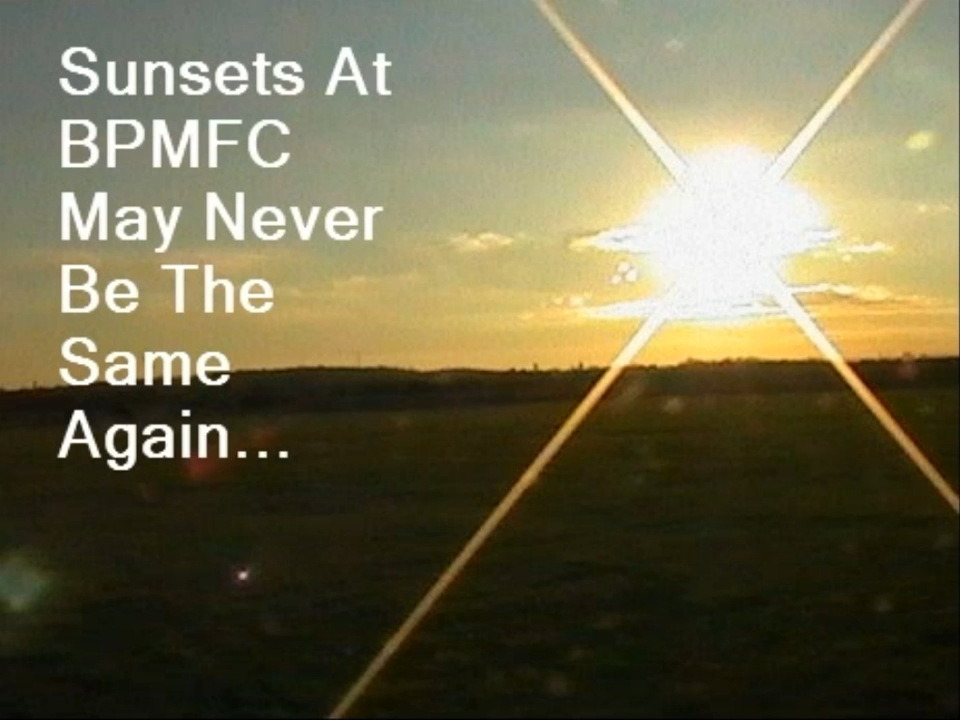 Sunsets At
BPMFC
May Never
Be The
Same
Again...